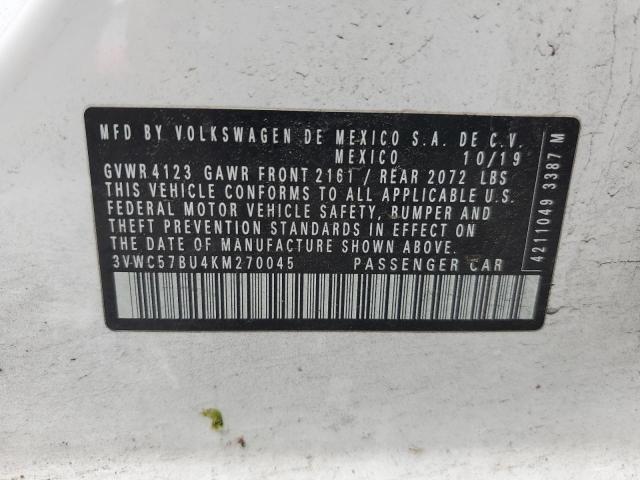 MFD BY VOLKSWAGEN DE MEXICO S.A. DE C.V.
MEXICO 10/19
GVWR 4123 GAWR FRONT 2161 / REAR 2072 LBS
THIS VEHICLE CONFORMS TO ALL APPLICABLE U.S.
FEDERAL MOTOR VEHICLE SAFETY, BUMPER AND
THEFT PREVENTION STANDARDS IN EFFECT ON
THE DATE OF MANUFACTURE SHOWN ABOVE.
3VWC57BU4KM270045 PASSENGER CAR
4211049 3387 M